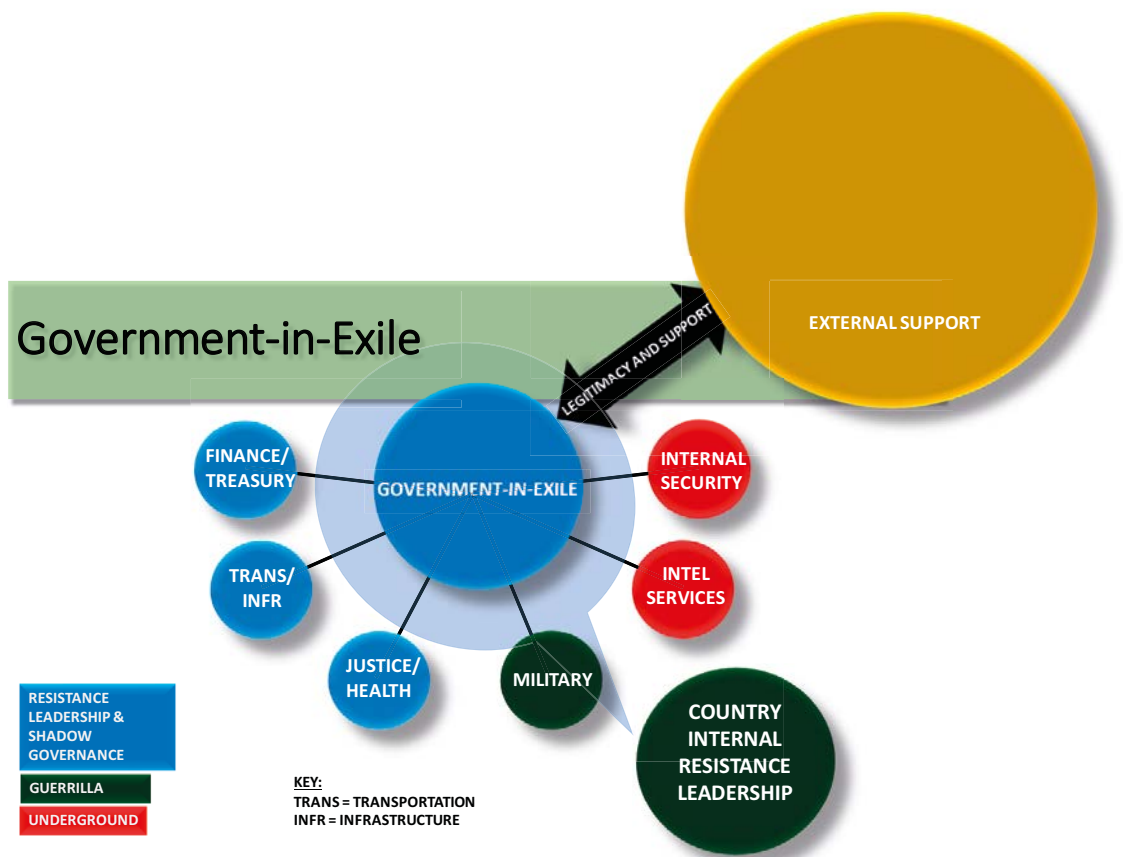 Government-in-Exile
EXTERNAL SUPPORT
LEGITIMACY AND SUPPORT
FINANCE/
TREASURY
GOVERNMENT-IN-EXILE
INTERNAL
SECURITY
TRANS/
INFR
INTEL
SERVICES
JUSTICE/
HEALTH
MILITARY
COUNTRY
INTERNAL
RESISTANCE
LEADERSHIP
RESISTANCE
LEADERSHIP &
SHADOW
GOVERNANCE
GUERRILLA
UNDERGROUND
KEY:
TRANS = TRANSPORTATION
INFR = INFRASTRUCTURE